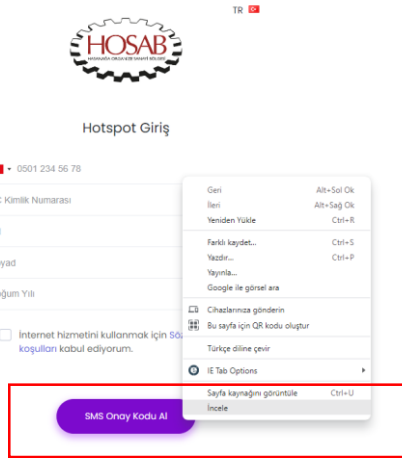 TR
HOSAB
Hotspot Giriş
0501 234 56 78
Kimlik Numarası
yad
ğum Yılı
İnternet hizmetini kullanmak için Söz
koşulları kabul ediyorum.
SMS Onay Kodu Al
Geri Alt+Sol Ok
İleri Alt+Sağ Ok
Yeniden Yükle Ctrl+R
Farklı kaydet... Ctrl+S
Yazdır... Ctrl+P
Yayınla...
Google ile görsel ara
Cihazlarınıza gönderin
Bu sayfa için QR kodu oluştur
Türkçe diline çevir
IE Tab Options
Sayfa kaynağını görüntüle Ctrl+U
İncele